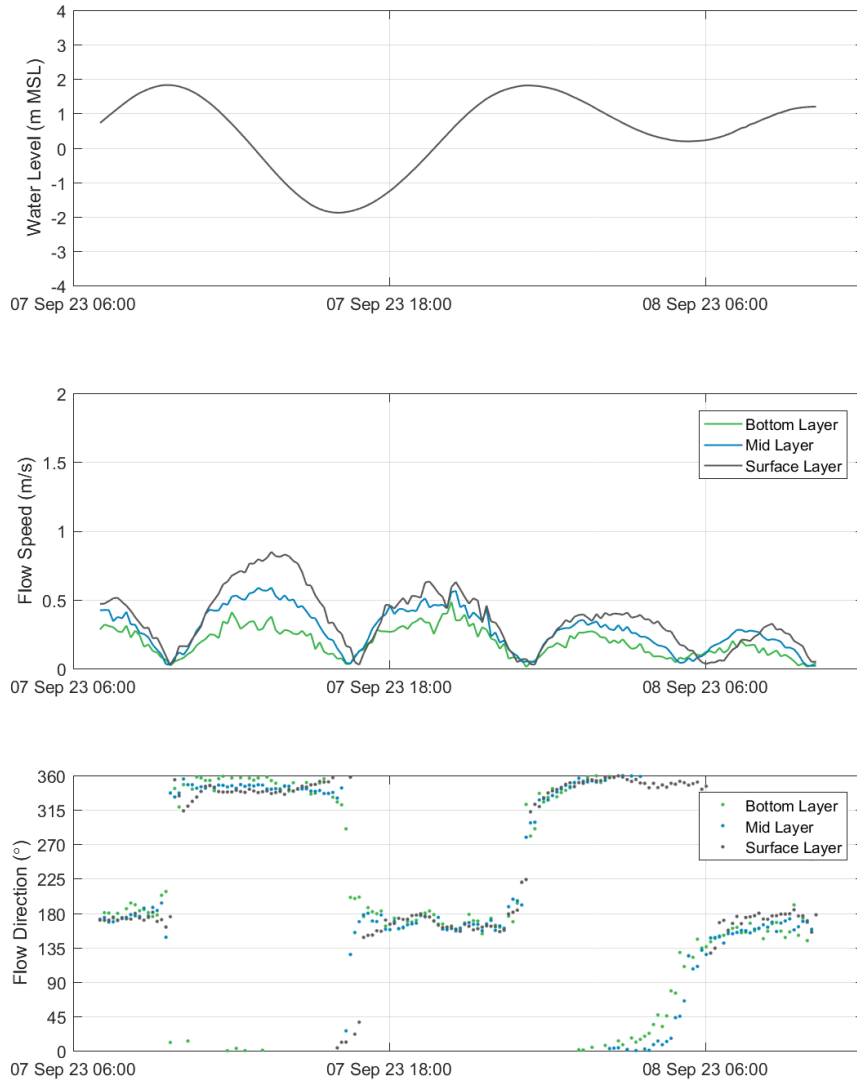 4
3
2
1
0
-1
-2
-3
-4
Water Level (m MSL)
07 Sep 23 06:00 07 Sep 23 18:00 08 Sep 23 06:00
2
1.5
1
0.5
0
Flow Speed (m/s)
Bottom Layer
Mid Layer
Surface Layer
07 Sep 23 06:00 07 Sep 23 18:00 08 Sep 23 06:00
360
315
270
225
180
135
90
45
0
Flow Direction (°)
Bottom Layer
Mid Layer
Surface Layer
07 Sep 23 06:00 07 Sep 23 18:00 08 Sep 23 06:00